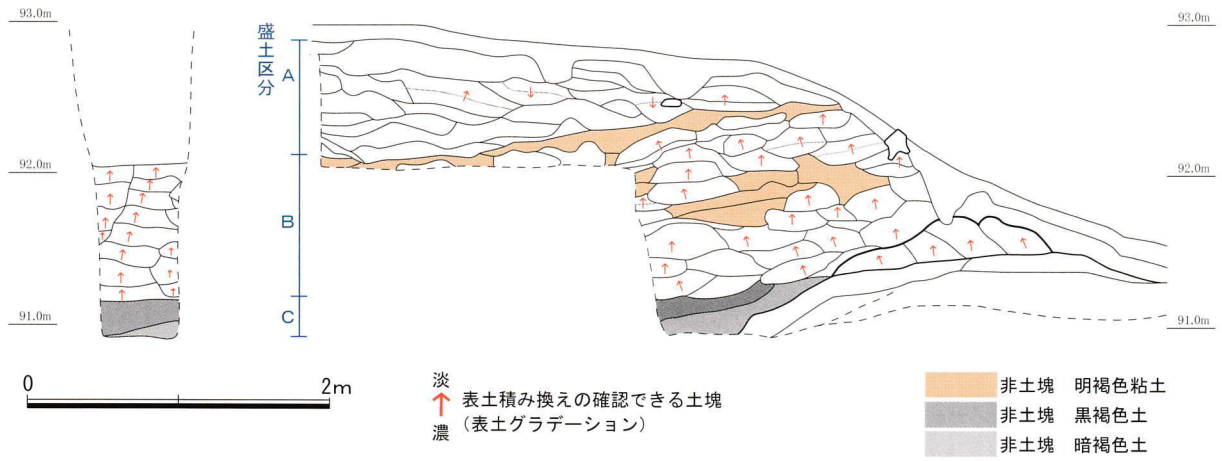 93.0m
92.0m
91.0m
盛土区分
A
B
C
93.0m
92.0m
91.0m
0 2m
淡
濃
表土積み換えの確認できる土塊
(表土グラデーション)
非土塊 明褐色粘土
非土塊 黒褐色土
非土塊 暗褐色土